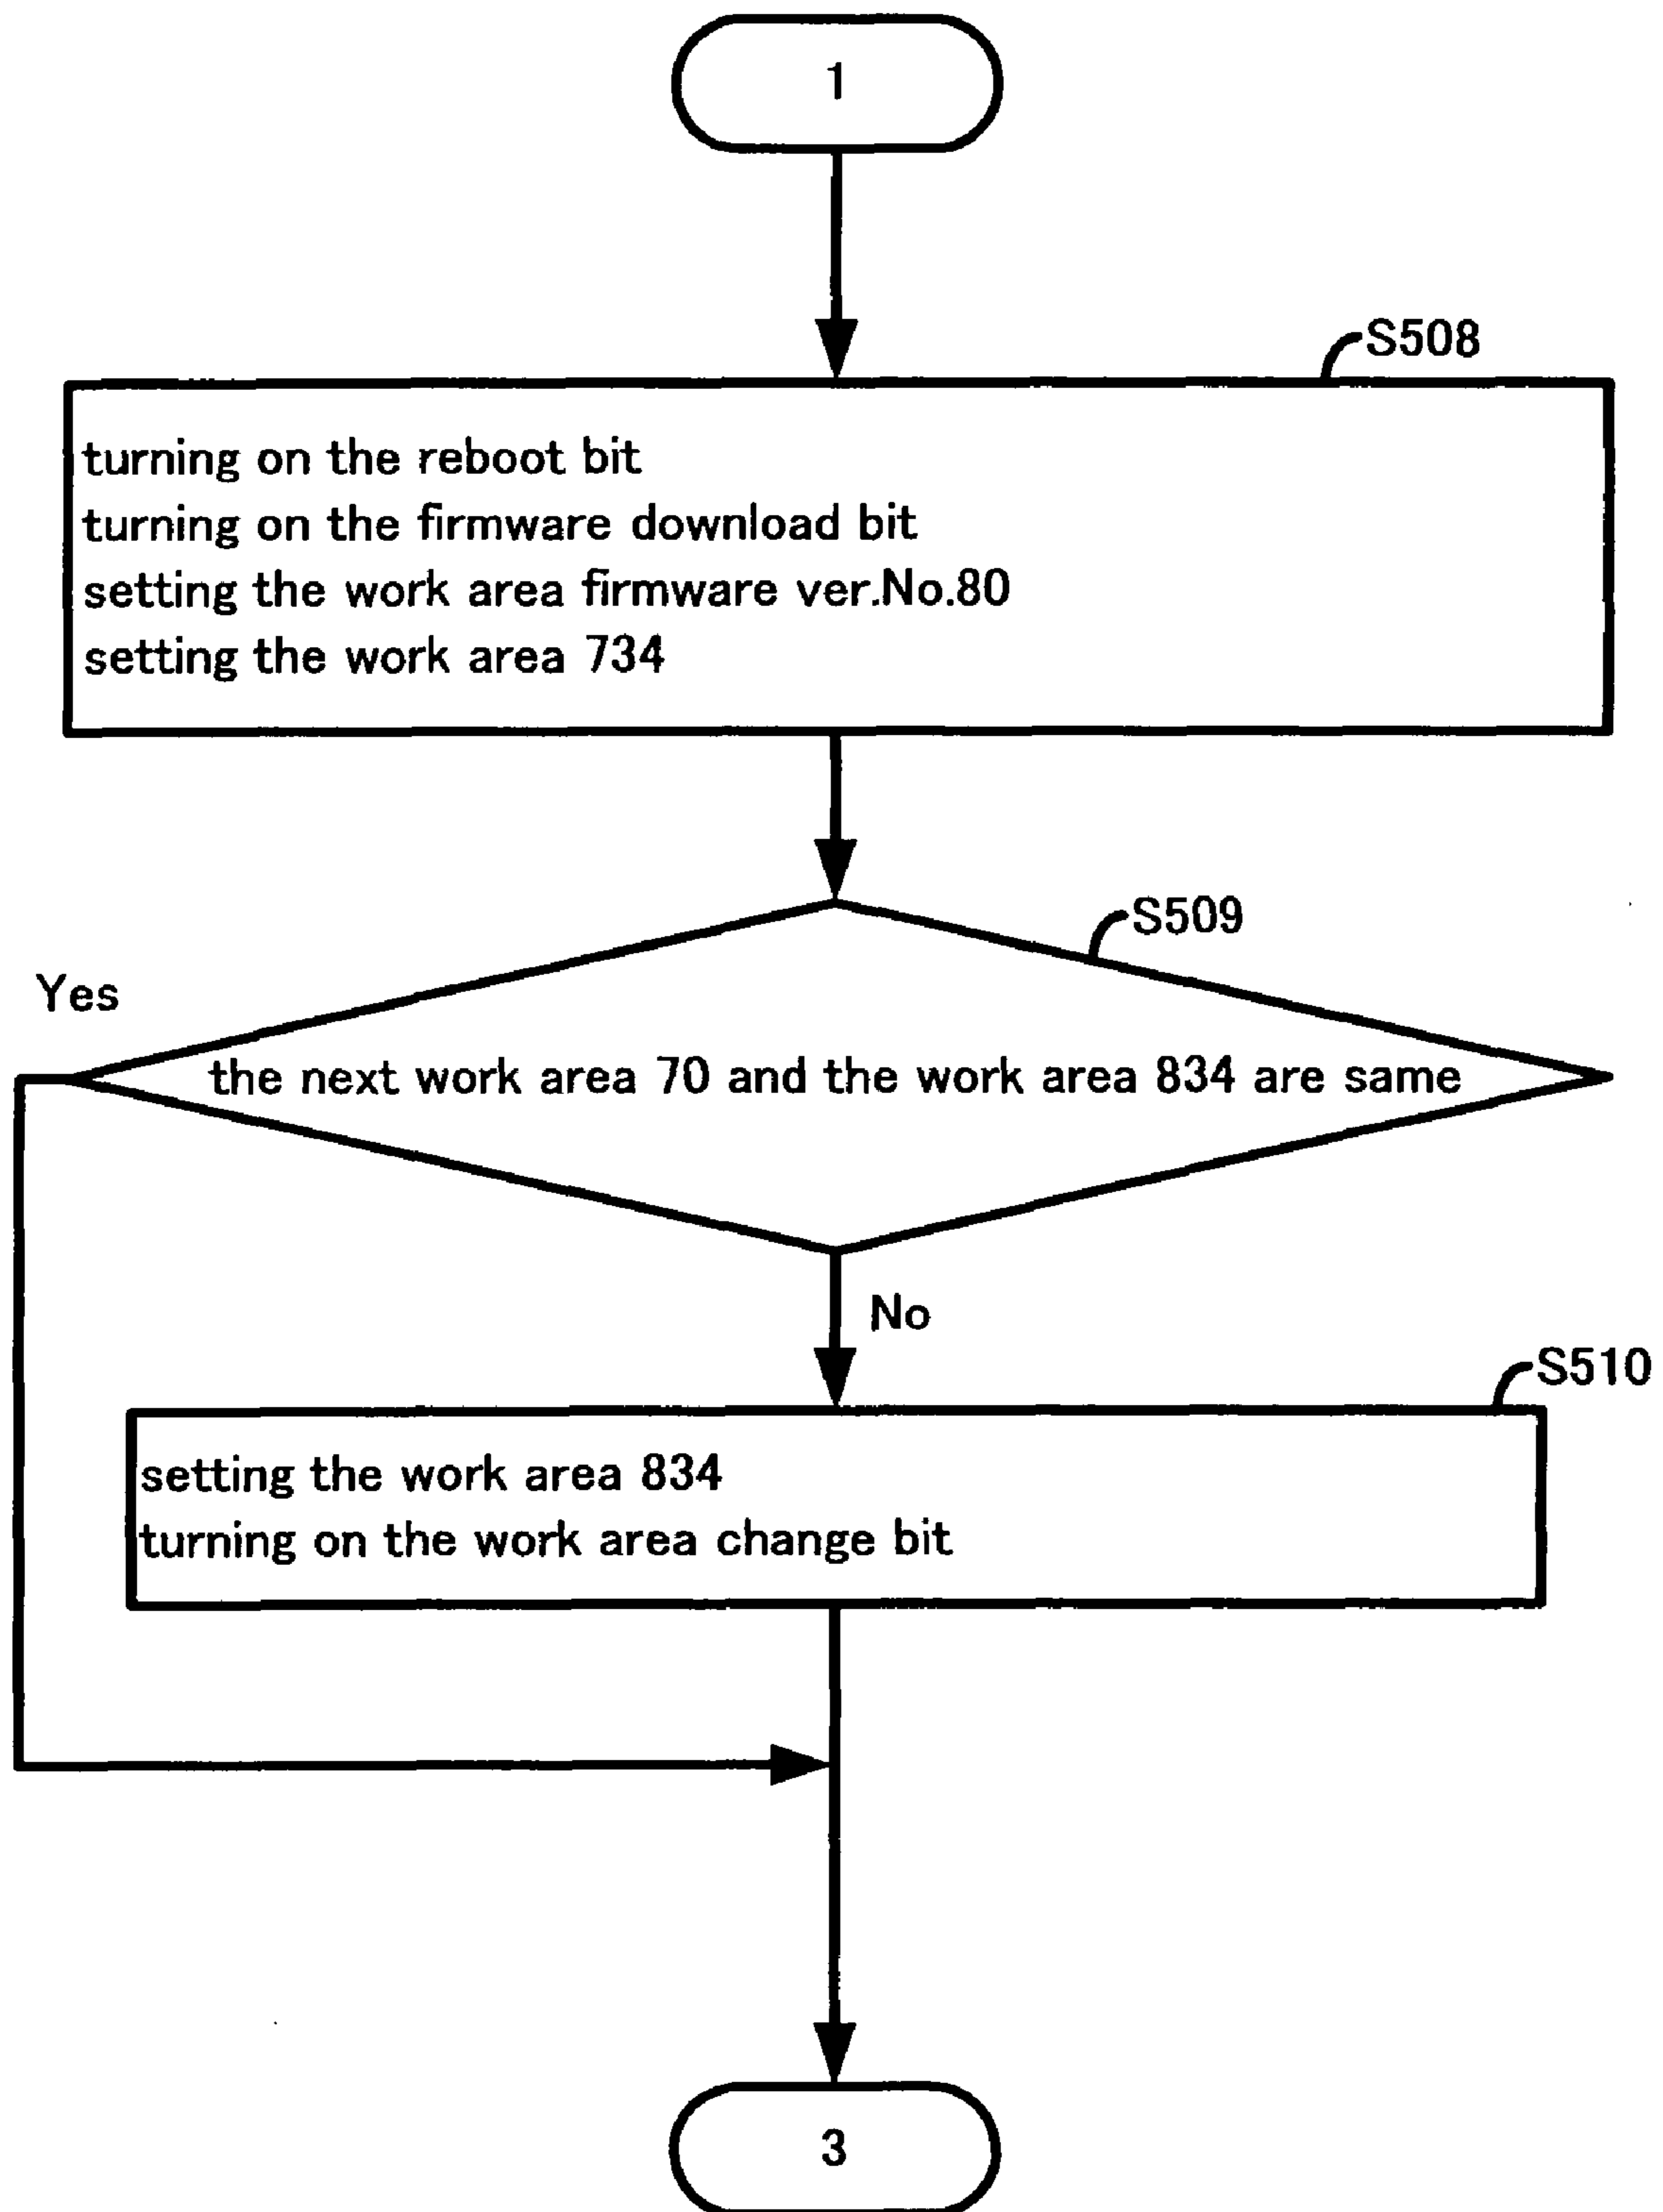 1
S508
turning on the reboot bit
turning on the firmware download bit
setting the work area firmware ver.No.80
setting the work area 734
S509
Yes
the next work area 70 and the work area 834 are same
No
S510
setting the work area 834
turning on the work area change bit
3